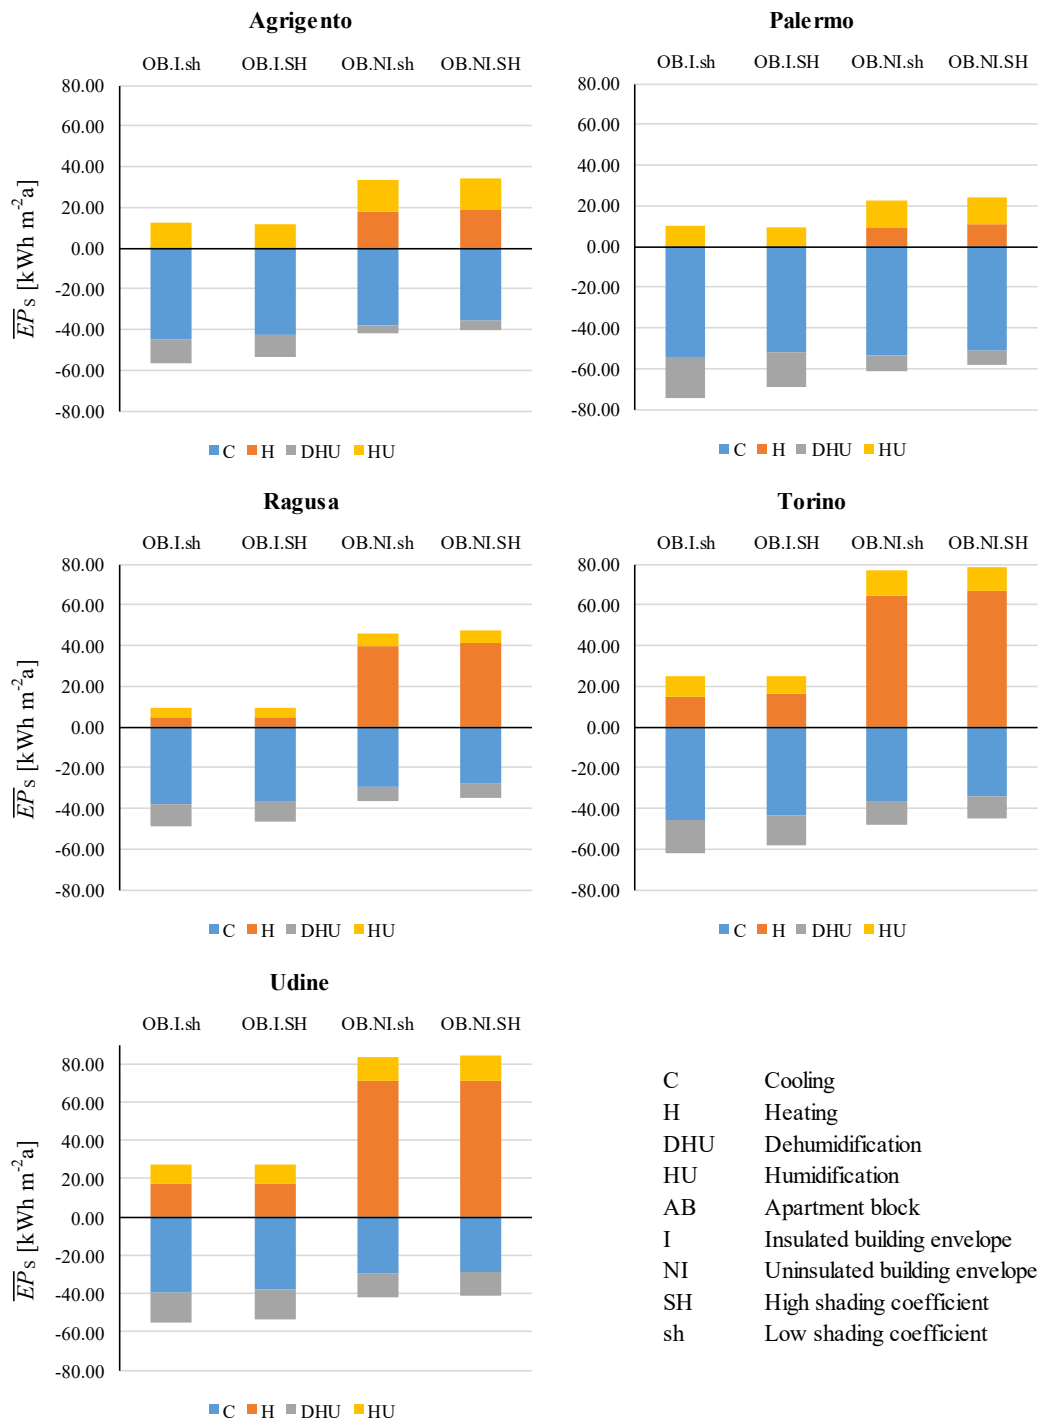 Agrigento
OB.I.sh OB.I.SH OB.NI.sh OB.NI.SH
80.00
60.00
40.00
20.00
0.00
-20.00
-40.00
-60.00
-80.00
EPs [kWh m-2a]
C H DHU HU
Palermo
OB.I.sh OB.I.SH OB.NI.sh OB.NI.SH
80.00
60.00
40.00
20.00
0.00
-20.00
-40.00
-60.00
-80.00
C H DHU HU
Ragusa
OB.I.sh OB.I.SH OB.NI.sh OB.NI.SH
80.00
60.00
40.00
20.00
0.00
-20.00
-40.00
-60.00
-80.00
EPs [kWh m-2a]
C H DHU HU
Torino
OB.I.sh OB.I.SH OB.NI.sh OB.NI.SH
80.00
60.00
40.00
20.00
0.00
-20.00
-40.00
-60.00
-80.00
C H DHU HU
Udine
OB.I.sh OB.I.SH OB.NI.sh OB.NI.SH
80.00
60.00
40.00
20.00
0.00
-20.00
-40.00
-60.00
-80.00
EPs [kWh m-2a]
C H DHU HU
C Cooling
H Heating
DHU Dehumidification
HU Humidification
AB Apartment block
I Insulated building envelope
NI Uninsulated building envelope
SH High shading coefficient
sh Low shading coefficient